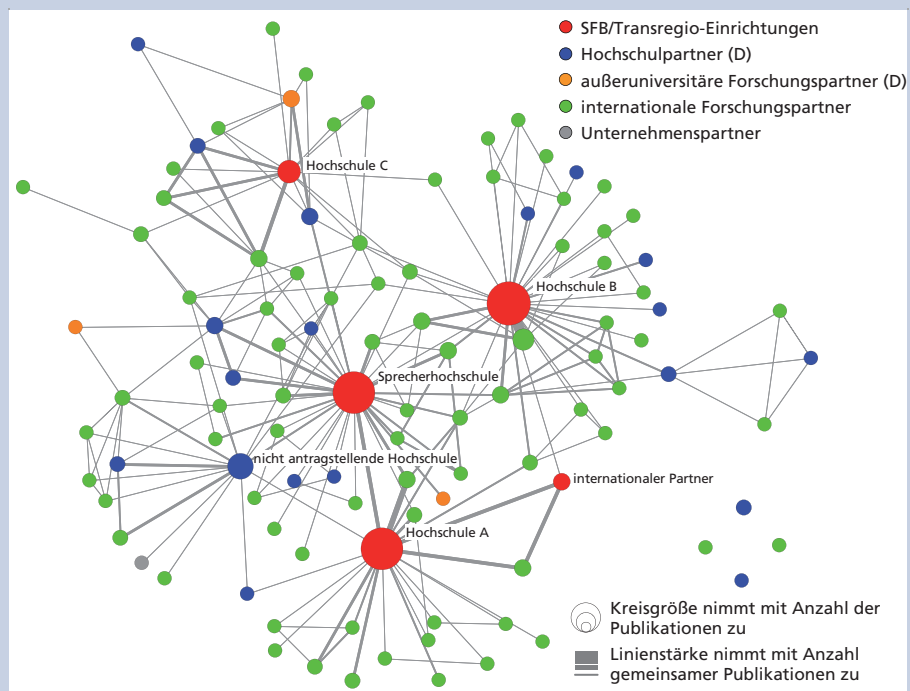 SFB/Transregio-Einrichtungen
Hochschulpartner (D)
außeruniversitäre Forschungspartner (D)
internationale Forschungspartner
Unternehmenspartner
Hochschule C
Hochschule B
Sprecherhochschule
nicht antragstellende Hochschule
internationaler Partner
Hochschule A
Kreisgröße nimmt mit Anzahl der
Publikationen zu
Linienstärke nimmt mit Anzahl
gemeinsamer Publikationen zu